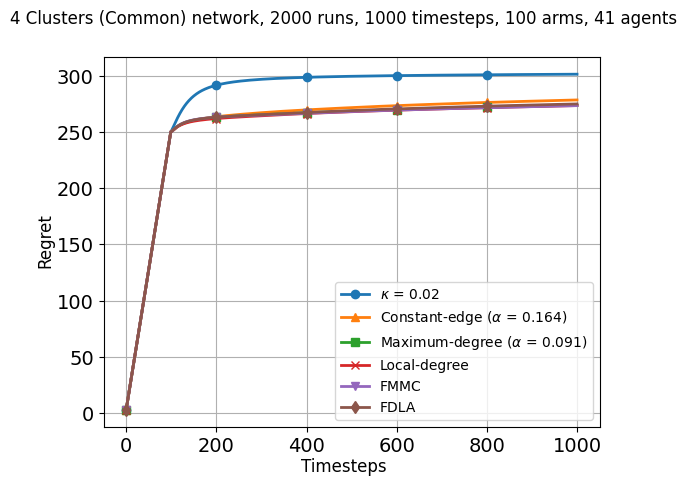 4 Clusters (Common) network, 2000 runs, 1000 timesteps, 100 arms, 41 agents
300
250
200
150
100
50
0
Regret
κ = 0.02
Constant-edge (α = 0.164)
Maximum-degree (α = 0.091)
Local-degree
FMMC
FDLA
0 200 400 600 800 1000
Timesteps